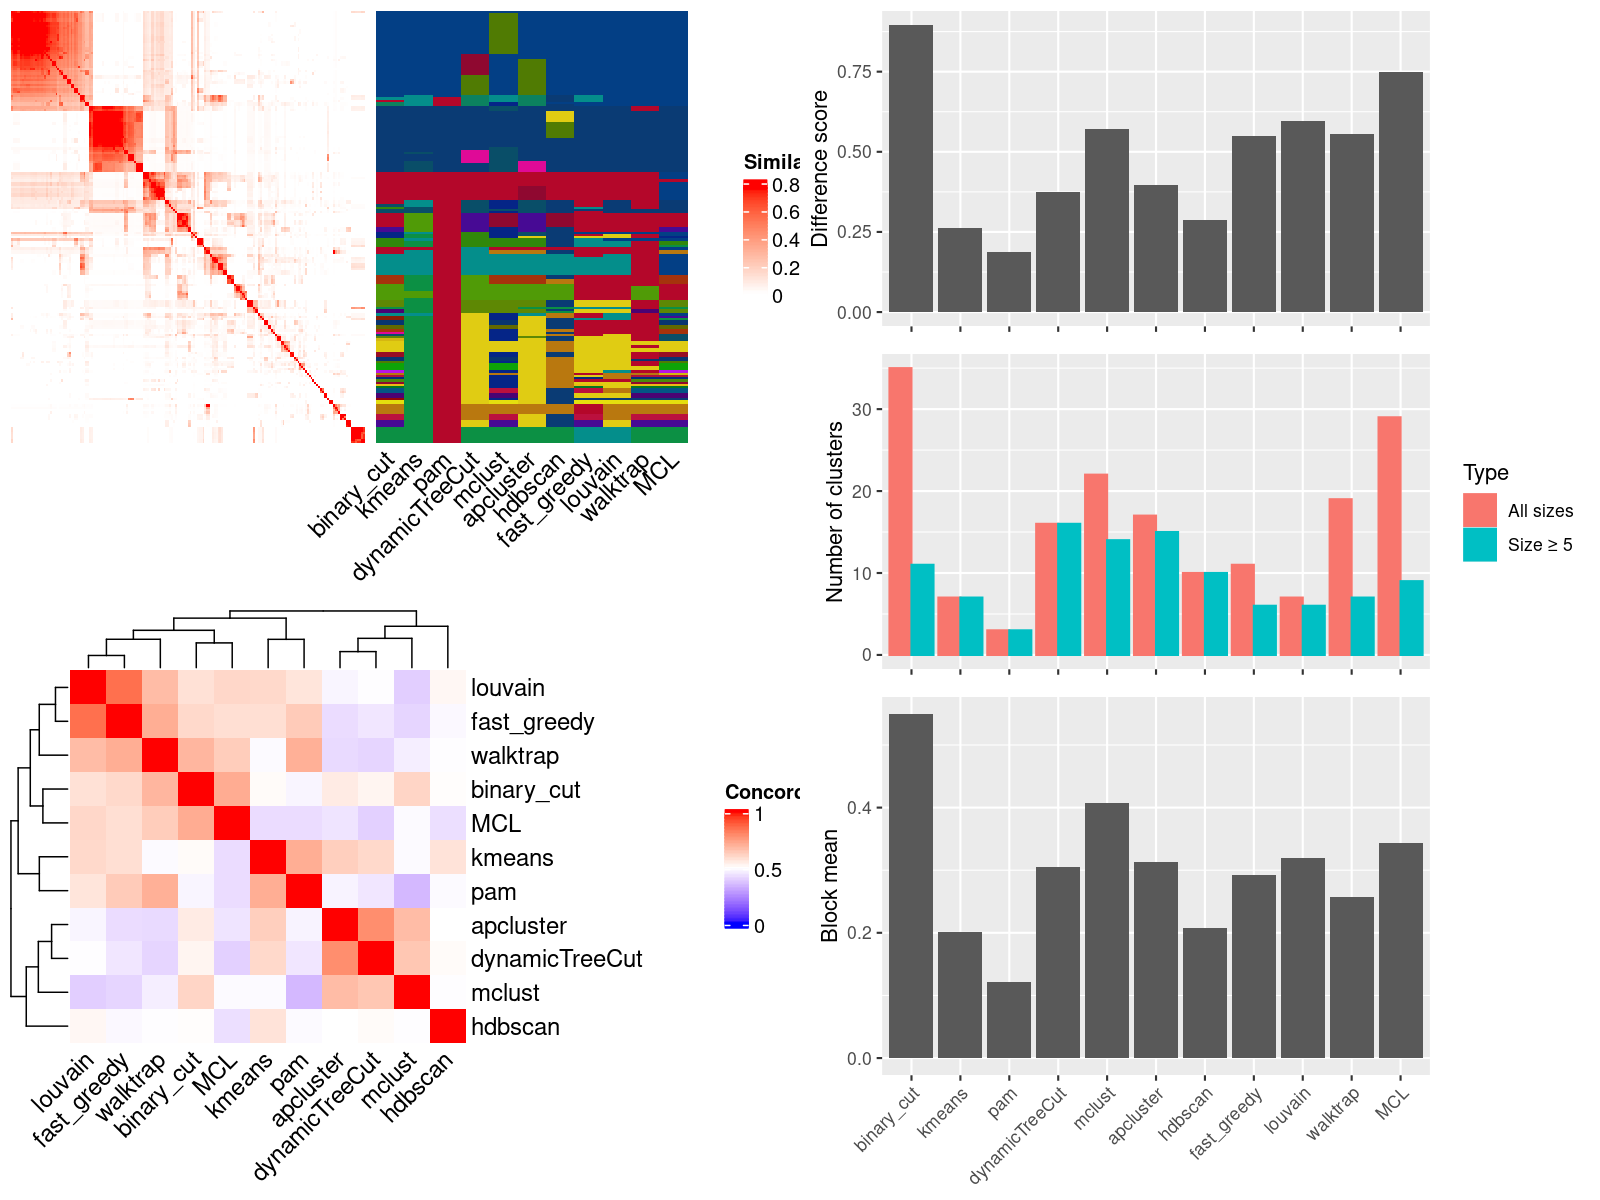 Simila
0.8
0.6
0.4
0.2
0
binary_cut
kmeans
pam
dynamicTreeCut
mclust
apcluster
hdbscan
fast_greedy
louvain
walktrap
MCL
louvain
fast_greedy
walktrap
binary_cut
MCL
kmeans
pam
apcluster
dynamicTreeCut
mclust
hdbscan
louvain
fast_greedy
walktrap
binary_cut
MCL
kmeans
pam
apcluster
dynamicTreeCut
mclust
hdbscan
Concord
1
0.5
0
Difference score
0.75
0.50
0.25
0.00
Number of clusters
30
20
10
0
Type
All sizes
Size ≥ 5
Block mean
0.4
0.2
0.0
binary_cut
kmeans
pam
dynamicTreeCut
mclust
apcluster
hdbscan
fast_greedy
louvain
walktrap
MCL